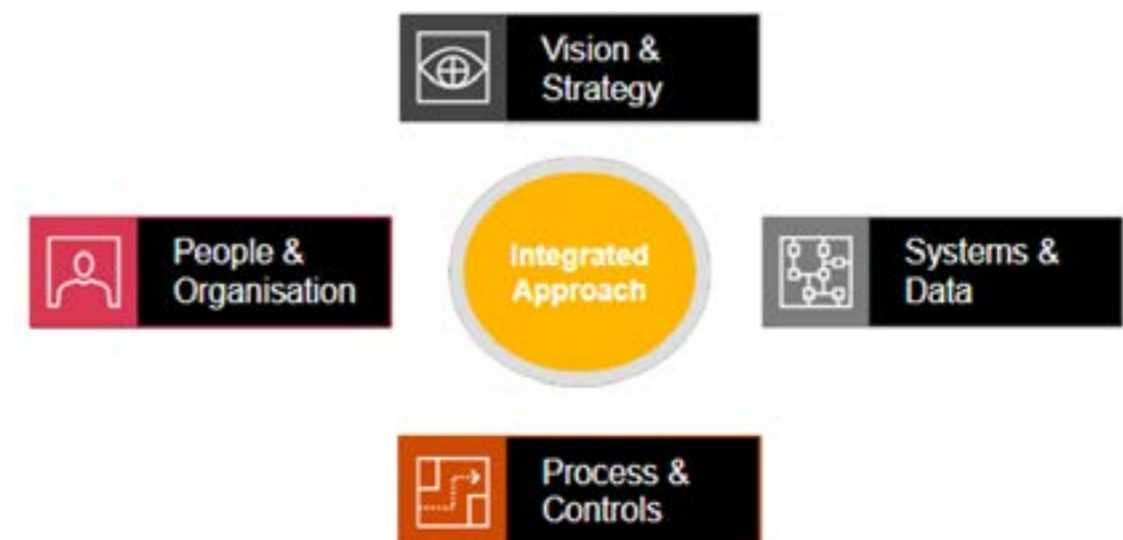 Vision &
Strategy
People &
Organisation
Integrated
Approach
Systems &
Data
Process &
Controls